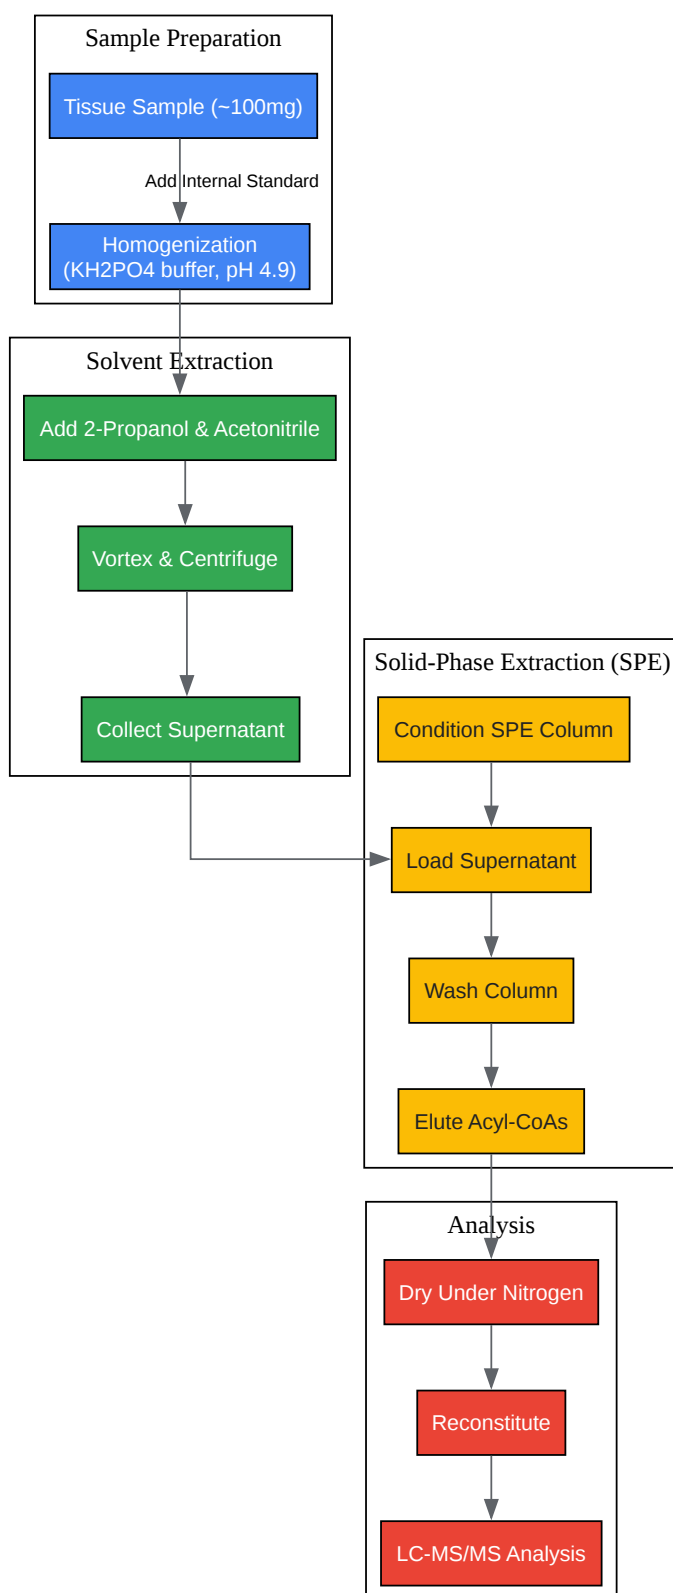 Sample Preparation
Tissue Sample (~100mg)
Add Internal Standard
Homogenization
(KH2PO4 buffer, pH 4.9)
Solvent Extraction
Add 2-Propanol & Acetonitrile
Vortex & Centrifuge
Collect Supernatant
Solid-Phase Extraction (SPE)
Condition SPE Column
Load Supernatant
Wash Column
Elute Acyl-CoAs
Analysis
Dry Under Nitrogen
Reconstitute
LC-MS/MS Analysis